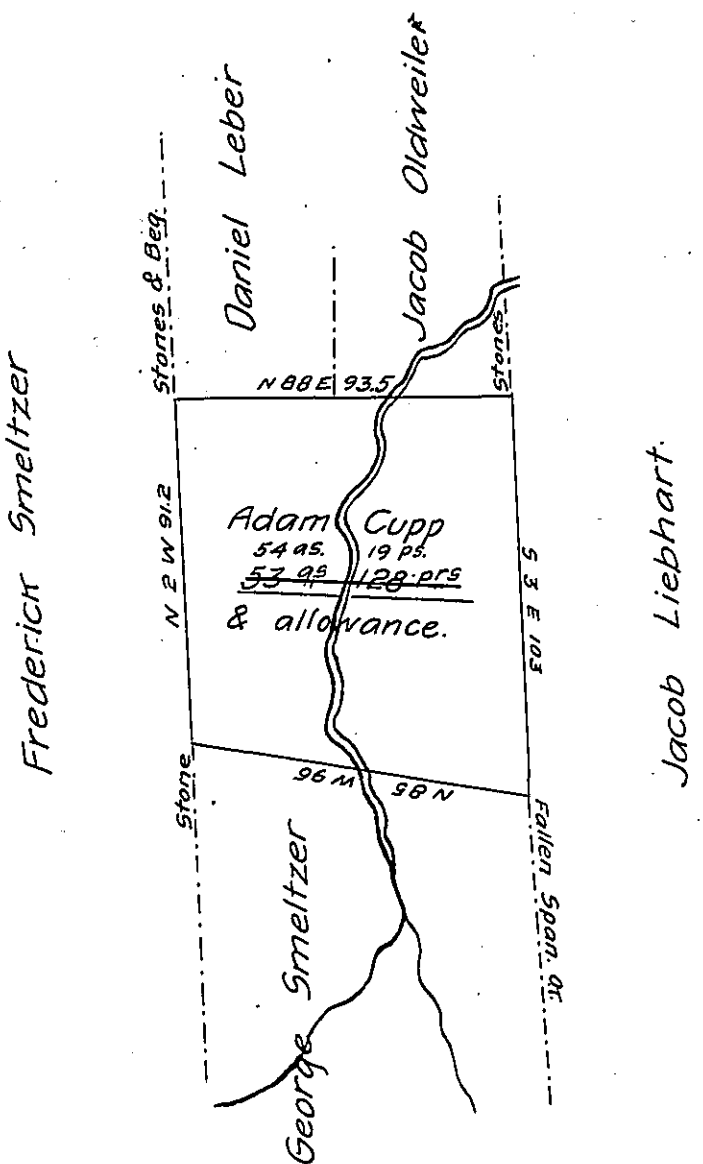 Daniel Leber
Jacob Oldweiler
Stones & Beg.
Stones
N 88 E 93.5
Frederick Smeltzer
N 2 W 91.2
Adam Cupp
54 as. 19 ps.
53 as 128 prs
& allowance.
S 3 E 103
Jacob Liebhart.
Stone
N 85 W 96
Fallen Span. or.
George Smeltzer